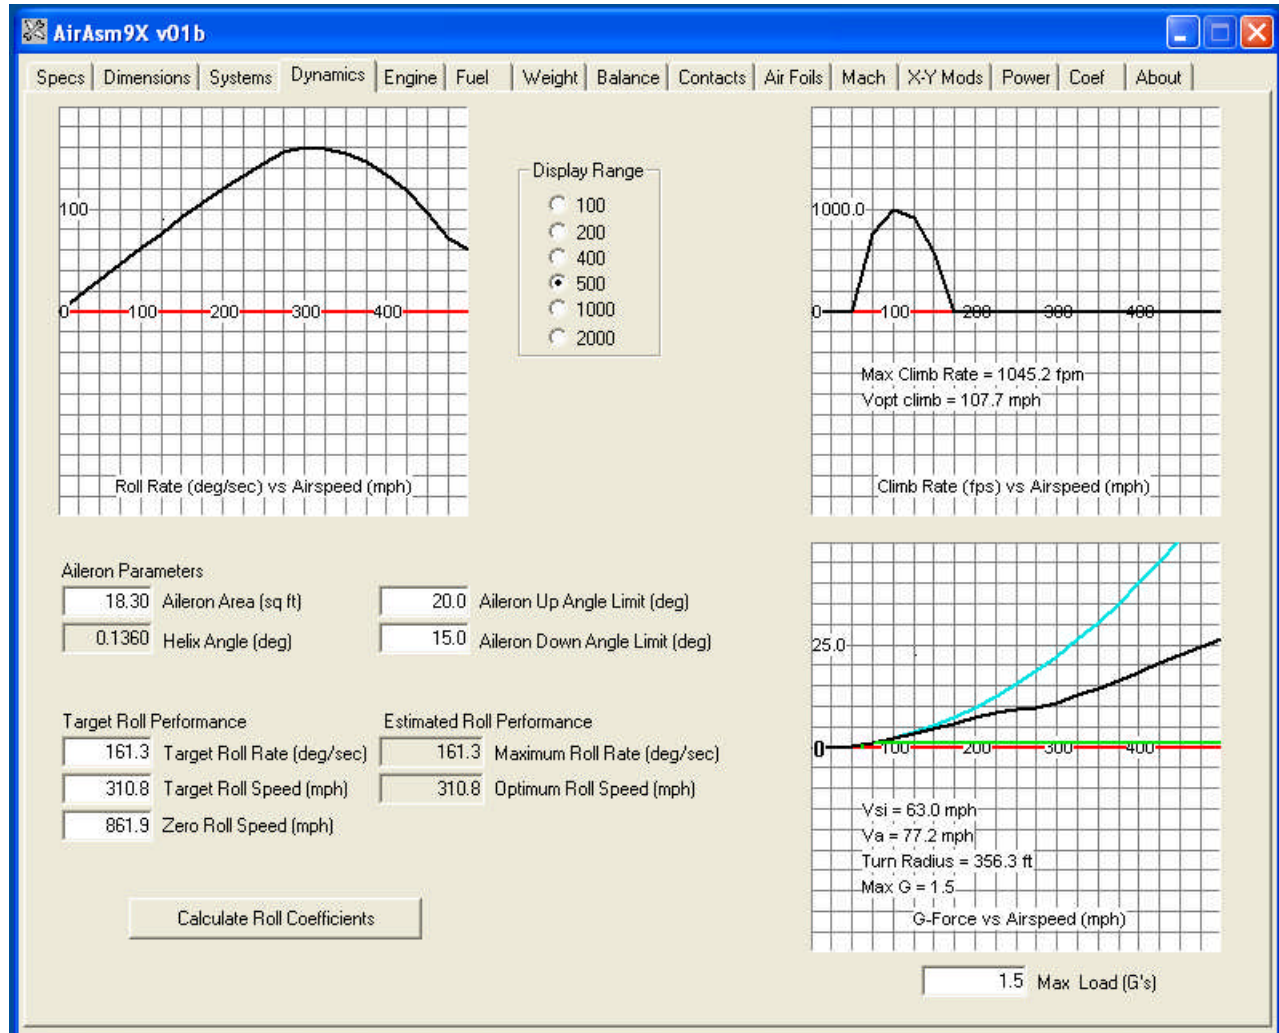 AirAsm9X v01b
Specs Dimensions Systems Dynamics Engine Fuel Weight Balance Contacts Air Foils Mach X-Y Mods Power Coef About
100
0 100 200 300 400
Roll Rate (deg/sec) vs Airspeed (mph)
Display Range
100
200
400
500
1000
2000
1000.0
0 100 200 300 400
Max Climb Rate = 1045.2 fpm
Vopt climb = 107.7 mph
Climb Rate (fps) vs Airspeed (mph)
Aileron Parameters
18.30 Aileron Area (sq ft)
0.1360 Helix Angle (deg)
20.0 Aileron Up Angle Limit (deg)
15.0 Aileron Down Angle Limit (deg)
Target Roll Performance
161.3 Target Roll Rate (deg/sec)
310.8 Target Roll Speed (mph)
861.9 Zero Roll Speed (mph)
Estimated Roll Performance
161.3 Maximum Roll Rate (deg/sec)
310.8 Optimum Roll Speed (mph)
Calculate Roll Coefficients
25.0
0 100 200 300 400
Vsi = 63.0 mph
Va = 77.2 mph
Turn Radius = 356.3 ft
Max G = 1.5
G-Force vs Airspeed (mph)
1.5 Max Load (G's)